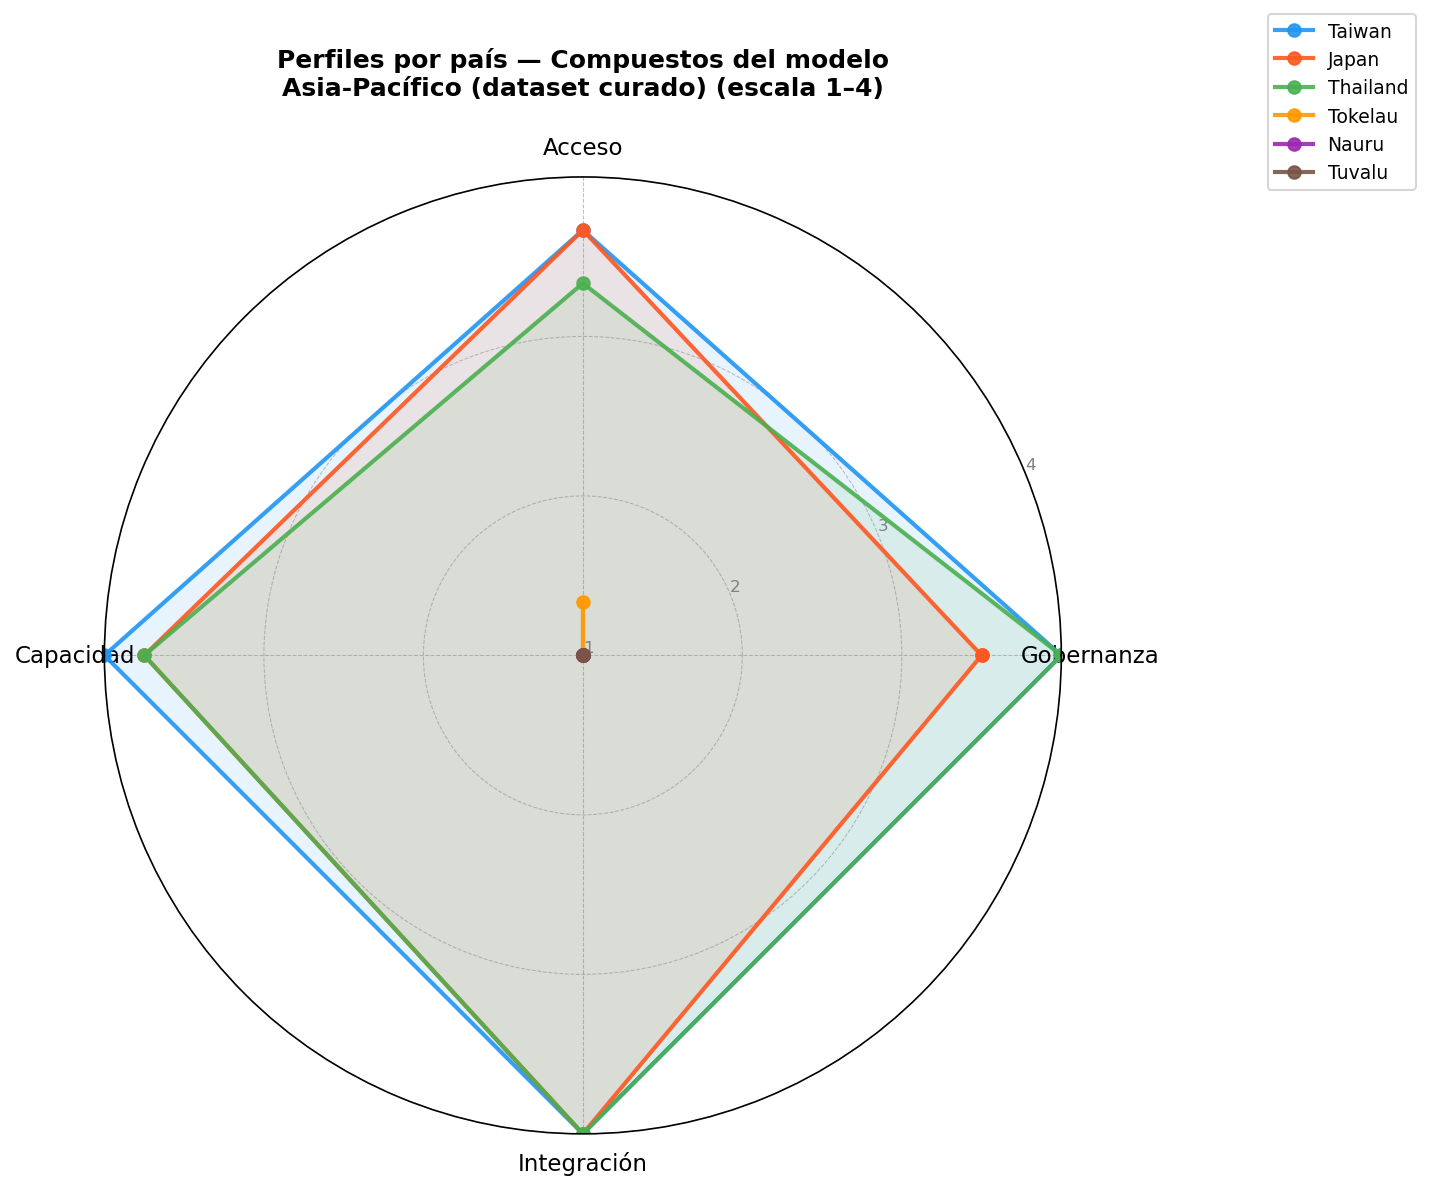 Perfiles por país — Compuestos del modelo
Asia-Pacífico (dataset curado) (escala 1–4)
Taiwan
Japan
Thailand
Tokelau
Nauru
Tuvalu
Acceso
4
3
2
1
Capacidad
Gobernanza
Integración